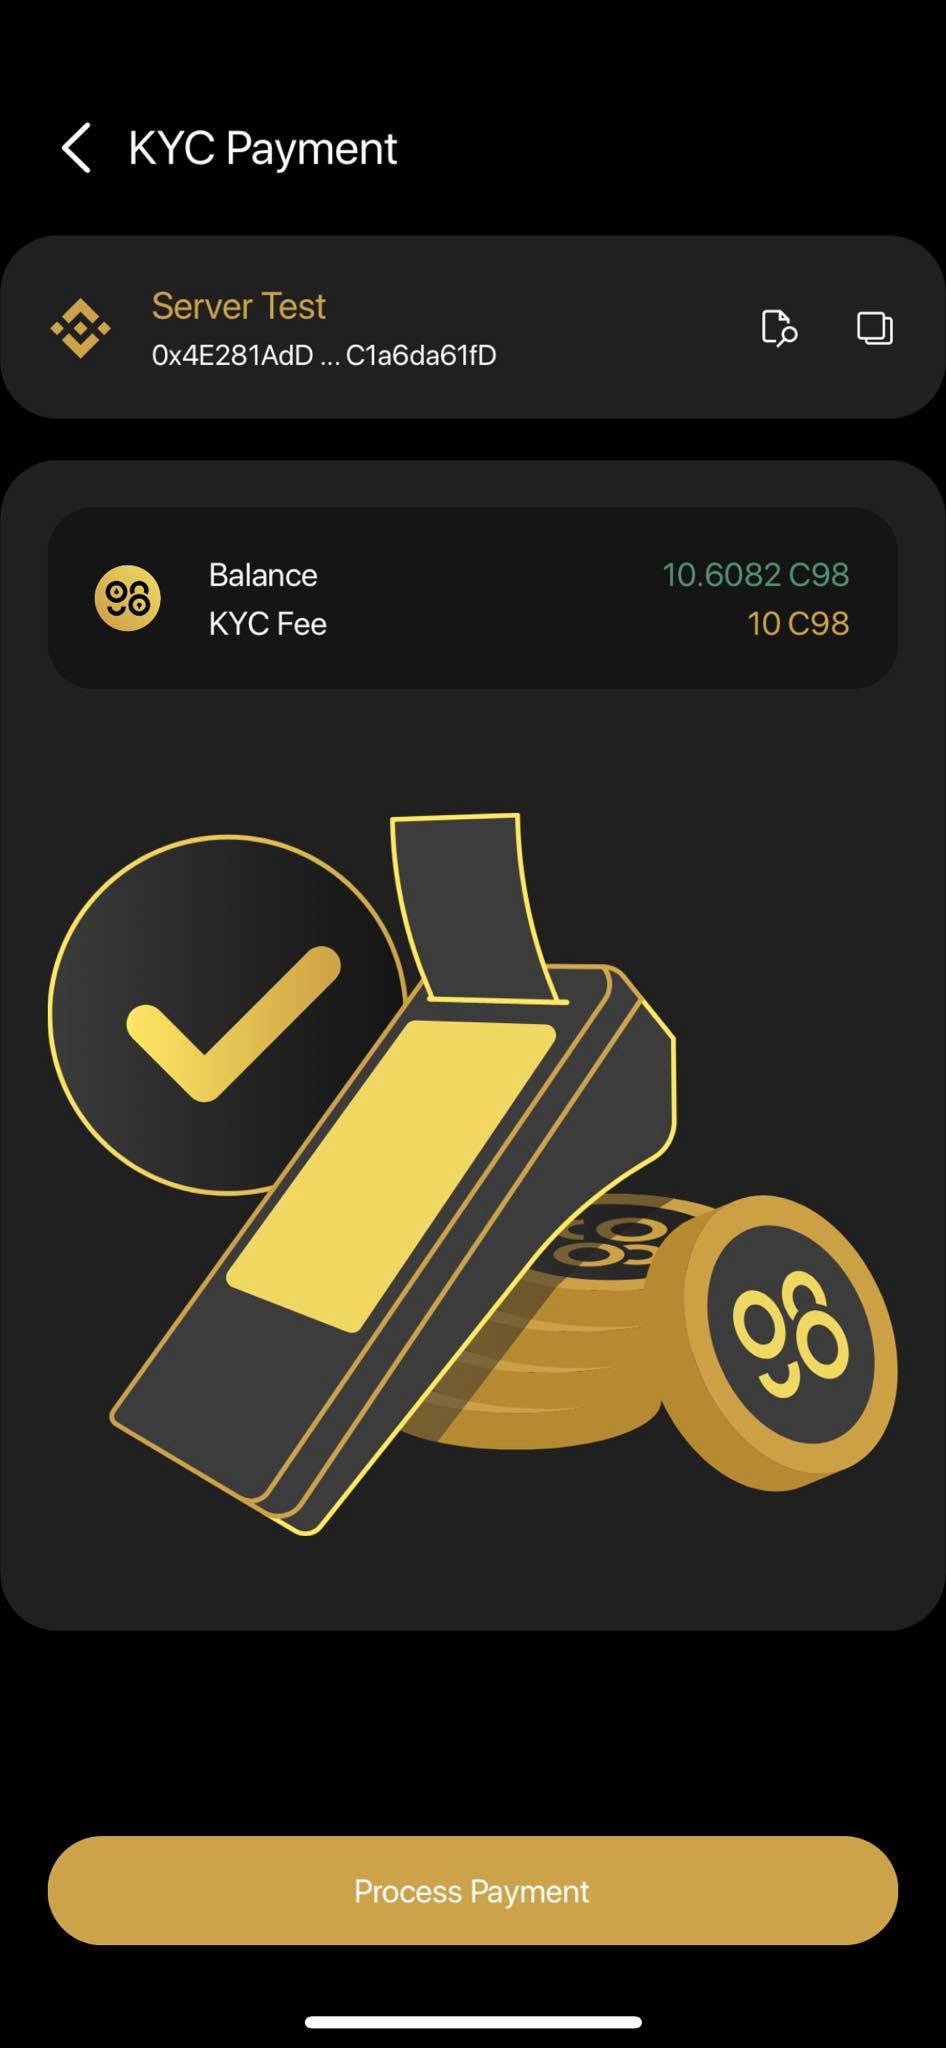 KYC Payment
Server Test
0x4E281AdD ... C1a6da61fD
Balance 10.6082 C98
KYC Fee 10 C98
Process Payment